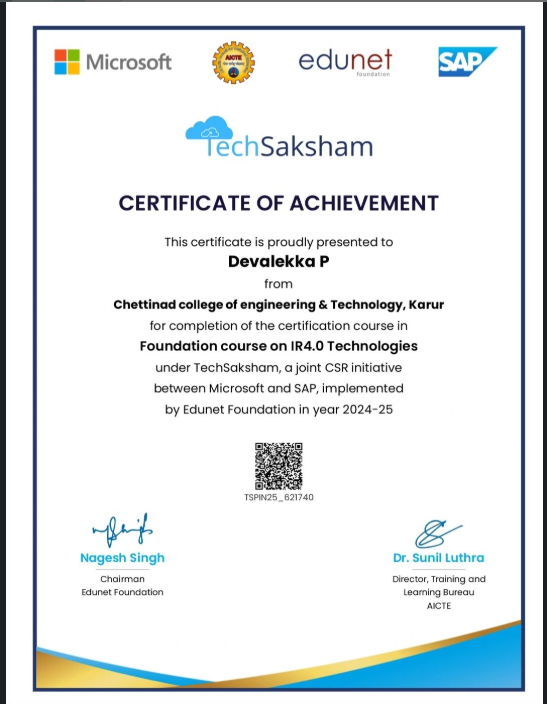 Microsoft
AICTE
edunet
foundation
SAP
TechSaksham
CERTIFICATE OF ACHIEVEMENT
This certificate is proudly presented to
Devalekka P
from
Chettinad college of engineering & Technology, Karur
for completion of the certification course in
Foundation course on IR4.0 Technologies
under TechSaksham, a joint CSR initiative
between Microsoft and SAP, implemented
by Edunet Foundation in year 2024-25
TSPIN25_621740
Nagesh Singh
Chairman
Edunet Foundation
Dr. Sunil Luthra
Director, Training and
Learning Bureau
AICTE